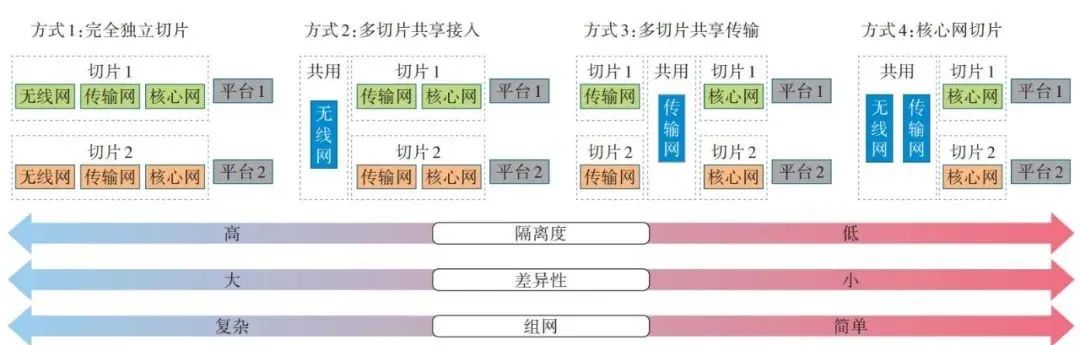 方式1:完全独立切片
方式2:多切片共享接入
方式3:多切片共享传输
方式4:核心网切片
切片1
无线网 传输网 核心网 平台1
切片2
无线网 传输网 核心网 平台2
共用
无线网
切片1
传输网 核心网 平台1
切片2
传输网 核心网 平台2
切片1
传输网
切片2
传输网
共用
传输网
切片1
核心网 平台1
切片2
核心网 平台2
共用
无线网 传输网
切片1
核心网 平台1
切片2
核心网 平台2
高 隔离度 低
大 差异性 小
复杂 组网 简单